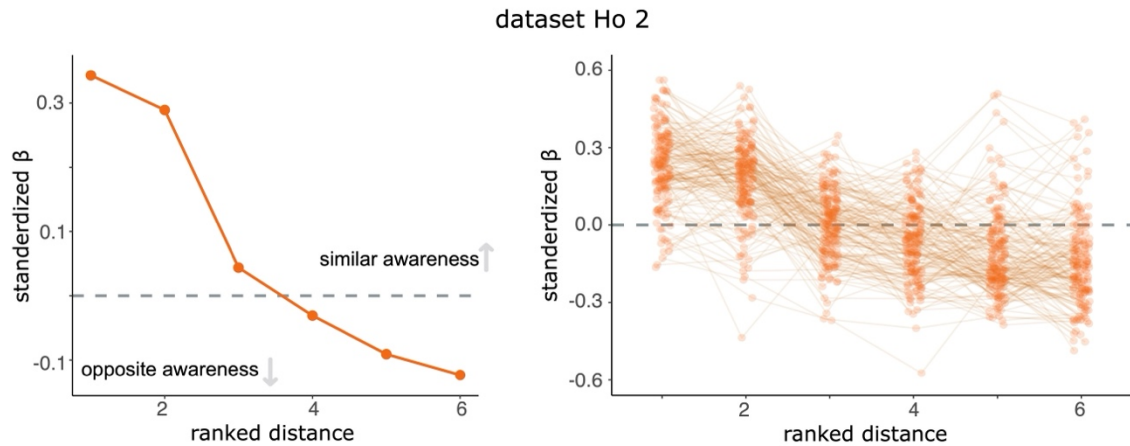 dataset Ho 2
standerdized β
0.3
0.1
-0.1
similar awareness
opposite awareness
2
4
6
ranked distance
standerdized β
0.6
0.3
0.0
-0.3
-0.6
2
4
6
ranked distance